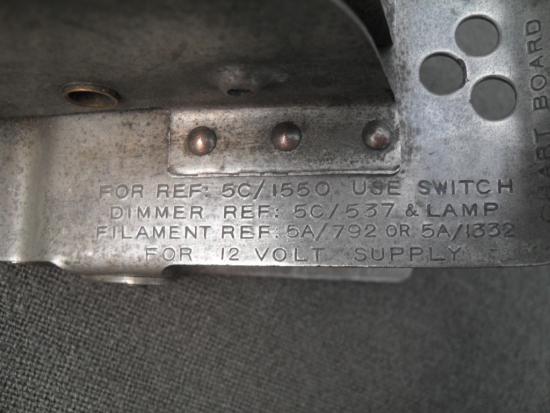 FOR REF: 5C/1550 USE SWITCH
DIMMER REF: 5C/537 & LAMP
FILAMENT REF: 5A/792 OR 5A/1332
FOR 12 VOLT SUPPLY
CHART BOARD